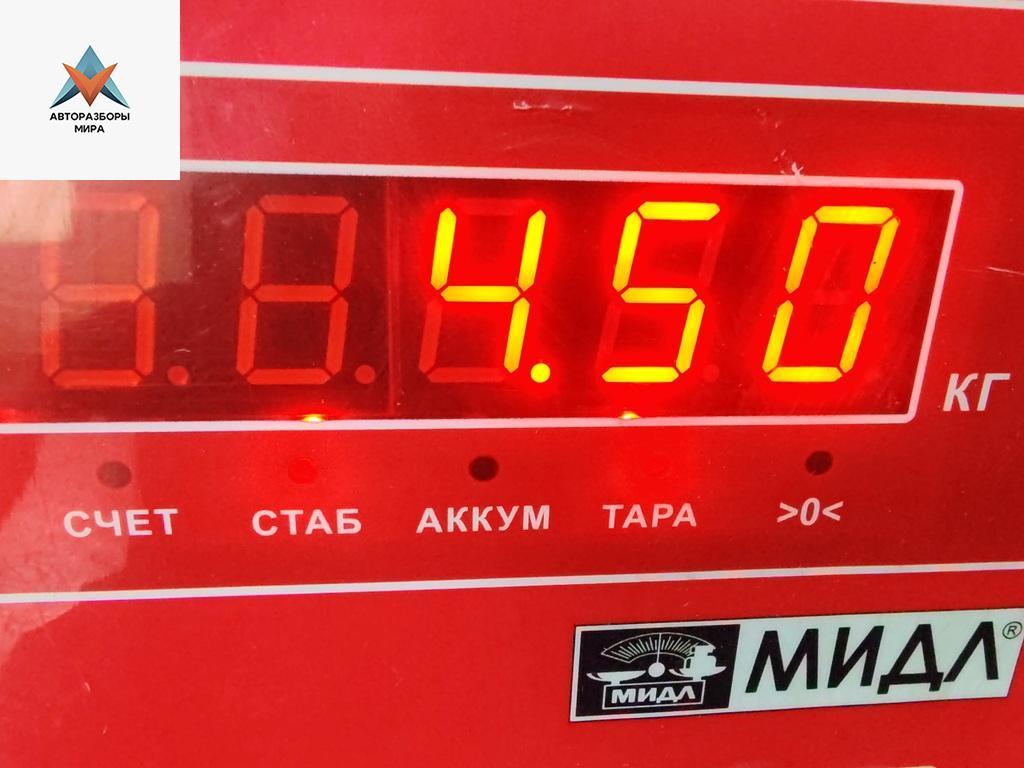 АВТОРАЗБОРЫ
МИРА
4.50
КГ
СЧЕТ СТАБ АККУМ ТАРА >0<
МИДЛ МИДЛ®